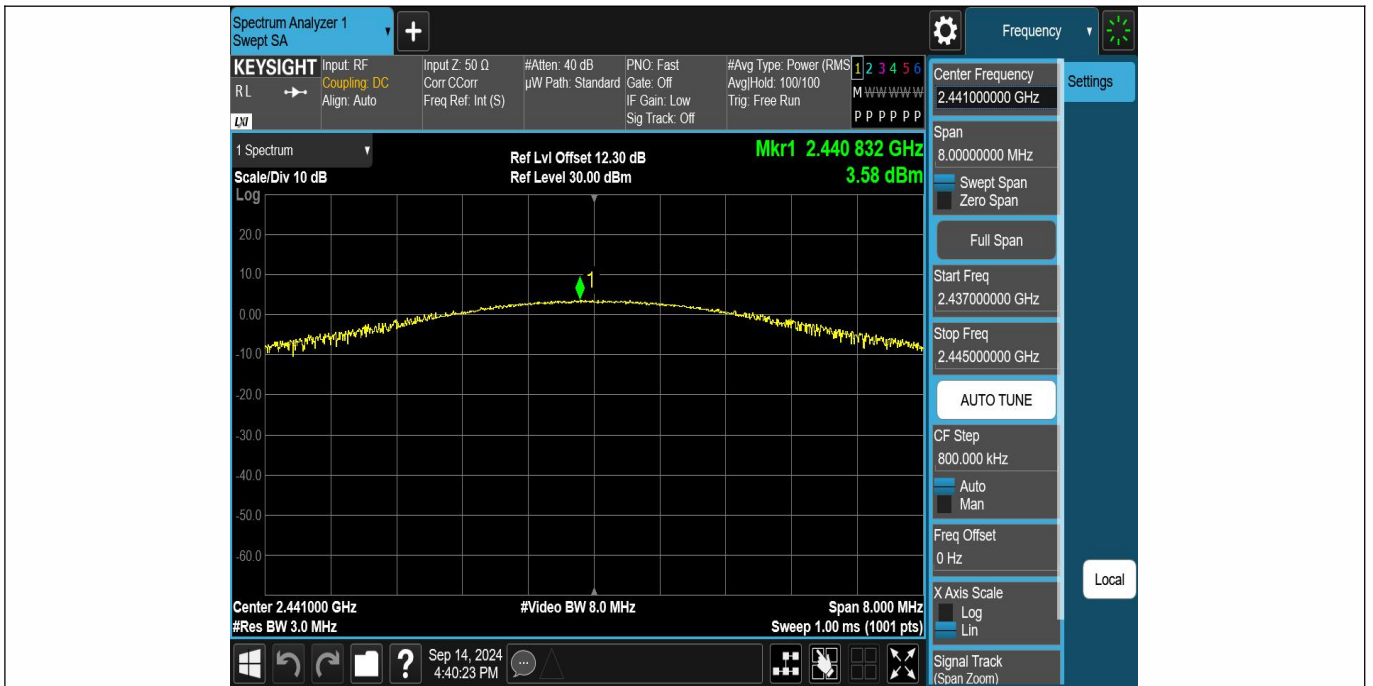 Spectrum Analyzer 1
Swept SA
+
Frequency
KEYSIGHT
RL
LXI
Input: RF
Coupling: DC
Align: Auto
Input Z: 50 Ω
Corr CCorr
Freq Ref: Int (S)
#Atten: 40 dB
µW Path: Standard
PNO: Fast
Gate: Off
IF Gain: Low
Sig Track: Off
#Avg Type: Power (RMS
Avg|Hold: 100/100
Trig: Free Run
1 2 3 4 5 6
M W W W W W
P P P P P P
1 Spectrum
Scale/Div 10 dB
Log
Ref Lvl Offset 12.30 dB
Ref Level 30.00 dBm
Mkr1 2.440 832 GHz
3.58 dBm
1
20.0
10.0
0.00
-10.0
-20.0
-30.0
-40.0
-50.0
-60.0
Center 2.441000 GHz
#Res BW 3.0 MHz
#Video BW 8.0 MHz
Span 8.000 MHz
Sweep 1.00 ms (1001 pts)
Center Frequency
2.441000000 GHz
Settings
Span
8.00000000 MHz
Swept Span
Zero Span
Full Span
Start Freq
2.437000000 GHz
Stop Freq
2.445000000 GHz
AUTO TUNE
CF Step
800.000 kHz
Auto
Man
Freq Offset
0 Hz
Local
X Axis Scale
Log
Lin
Signal Track
(Span Zoom)
?
Sep 14, 2024
4:40:23 PM